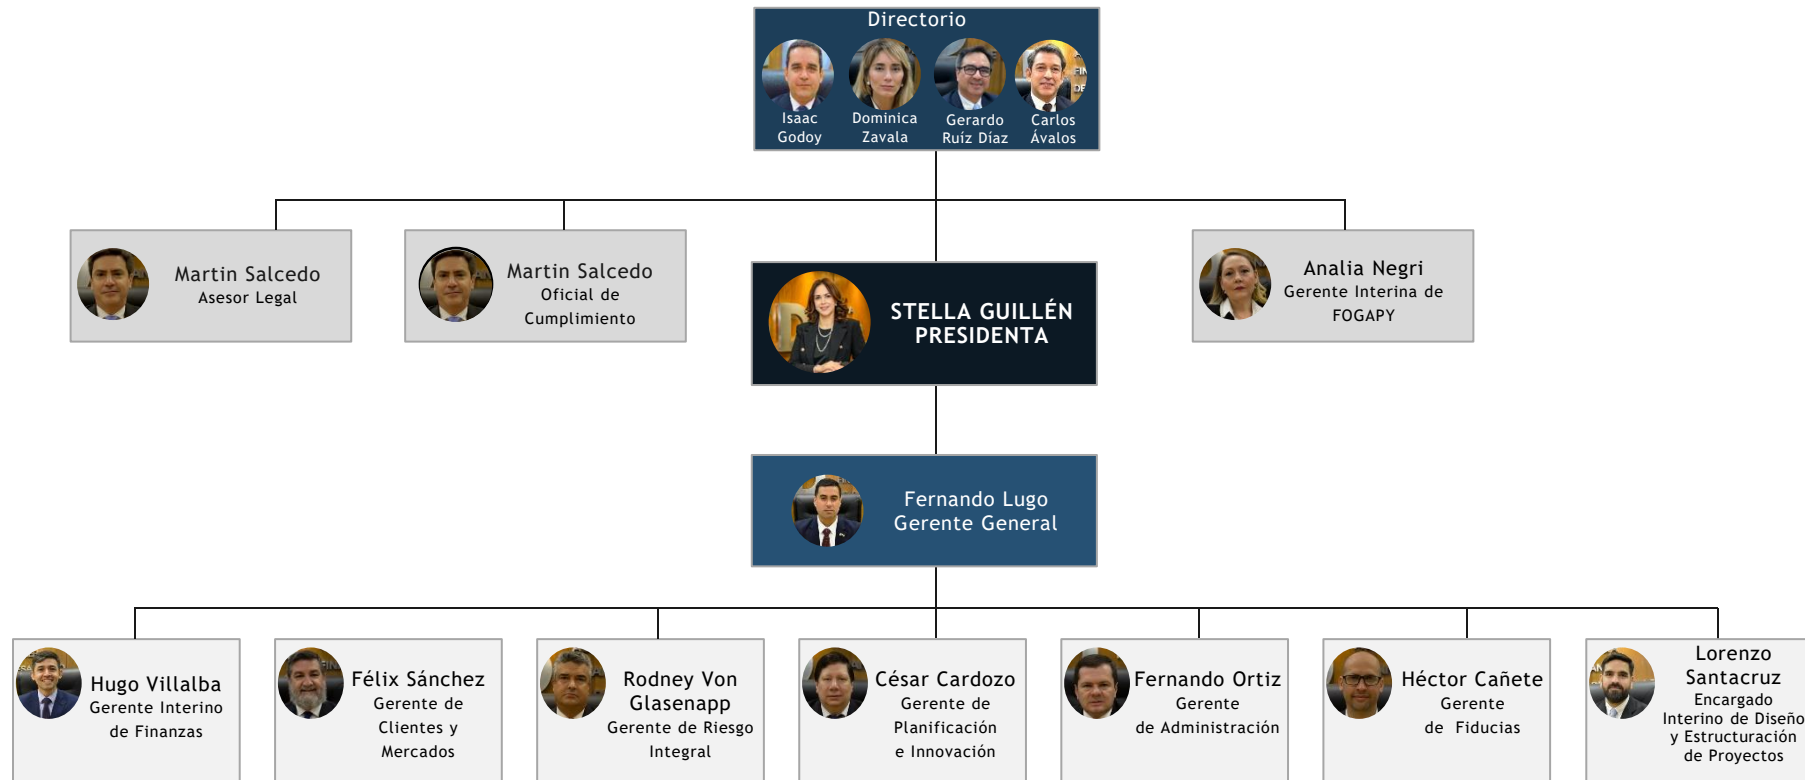 Directorio
Isaac
Godoy
Dominica
Zavala
Gerardo
Ruíz Díaz
Carlos
Ávalos
Martin Salcedo
Asesor Legal
Martin Salcedo
Oficial de
Cumplimiento
STELLA GUILLÉN
PRESIDENTA
Analia Negri
Gerente Interina de
FOGAPY
Fernando Lugo
Gerente General
Hugo Villalba
Gerente Interino
de Finanzas
Félix Sánchez
Gerente de
Clientes y
Mercados
Rodney Von
Glasenapp
Gerente de Riesgo
Integral
César Cardozo
Gerente de
Planificación
e Innovación
Fernando Ortiz
Gerente
de Administración
Héctor Cañete
Gerente
de Fiducias
Lorenzo
Santacruz
Encargado
Interino de Diseño
y Estructuración
de Proyectos